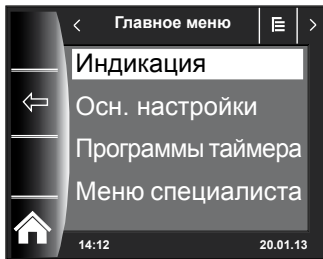 Главное меню
Индикация
Осн. настройки
Программы таймера
Меню специалиста
14:12 20.01.13